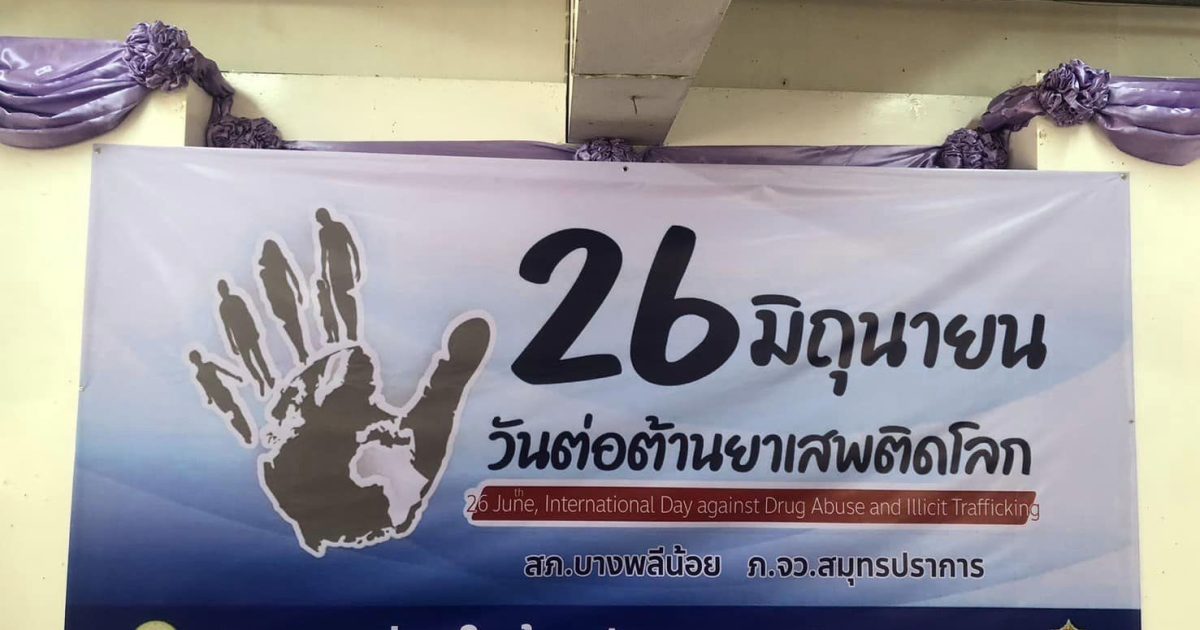 26 มิถุนายน
วันต่อต้านยาเสพติดโลก
26 Juthne, International Day against Drug Abuse and Illicit Trafficking
สภ.บางพลีน้อย ภ.จว.สมุทรปราการ